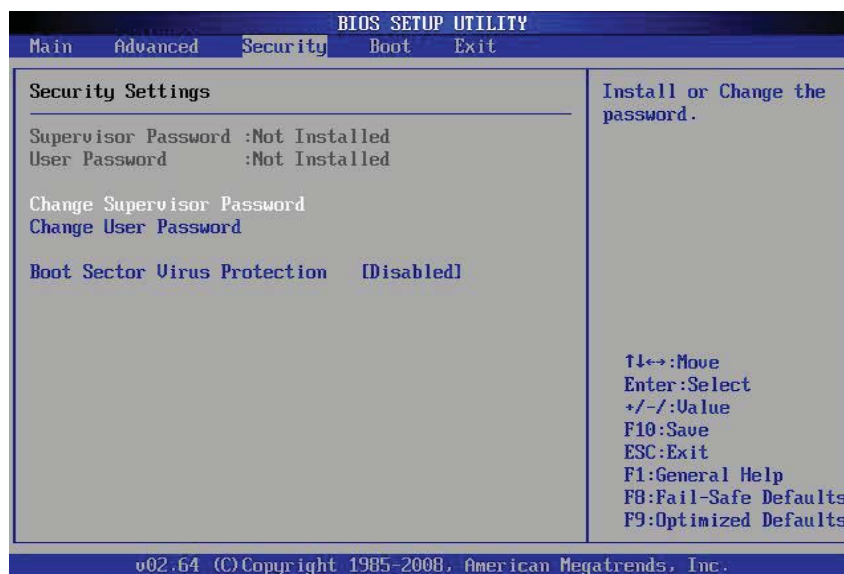 BIOS SETUP UTILITY
Main Advanced Security Boot Exit
Security Settings
Supervisor Password :Not Installed
User Password :Not Installed
Change Supervisor Password
Change User Password
Boot Sector Virus Protection [Disabled]
Install or Change the
password.
↑↓←→:Move
Enter:Select
+/-/:Value
F10:Save
ESC:Exit
F1:General Help
F8:Fail-Safe Defaults
F9:Optimized Defaults
v02.64 (C)Copyright 1985-2008, American Megatrends, Inc.